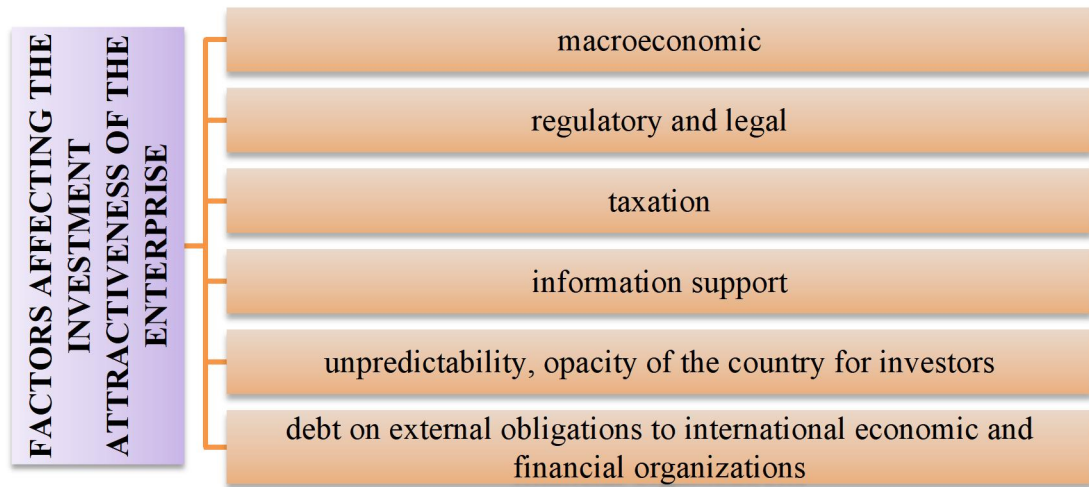 FACTORS AFFECTING THE
INVESTMENT
ATTRACTIVENESS OF THE
ENTERPRISE
macroeconomic
regulatory and legal
taxation
information support
unpredictability, opacity of the country for investors
debt on external obligations to international economic and
financial organizations